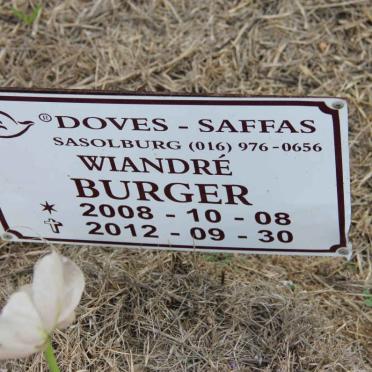 ® DOVES - SAFFAS
SASOLBURG (016) 976-0656
WIANDRÉ
BURGER
2008 - 10 - 08
2012 - 09 - 30